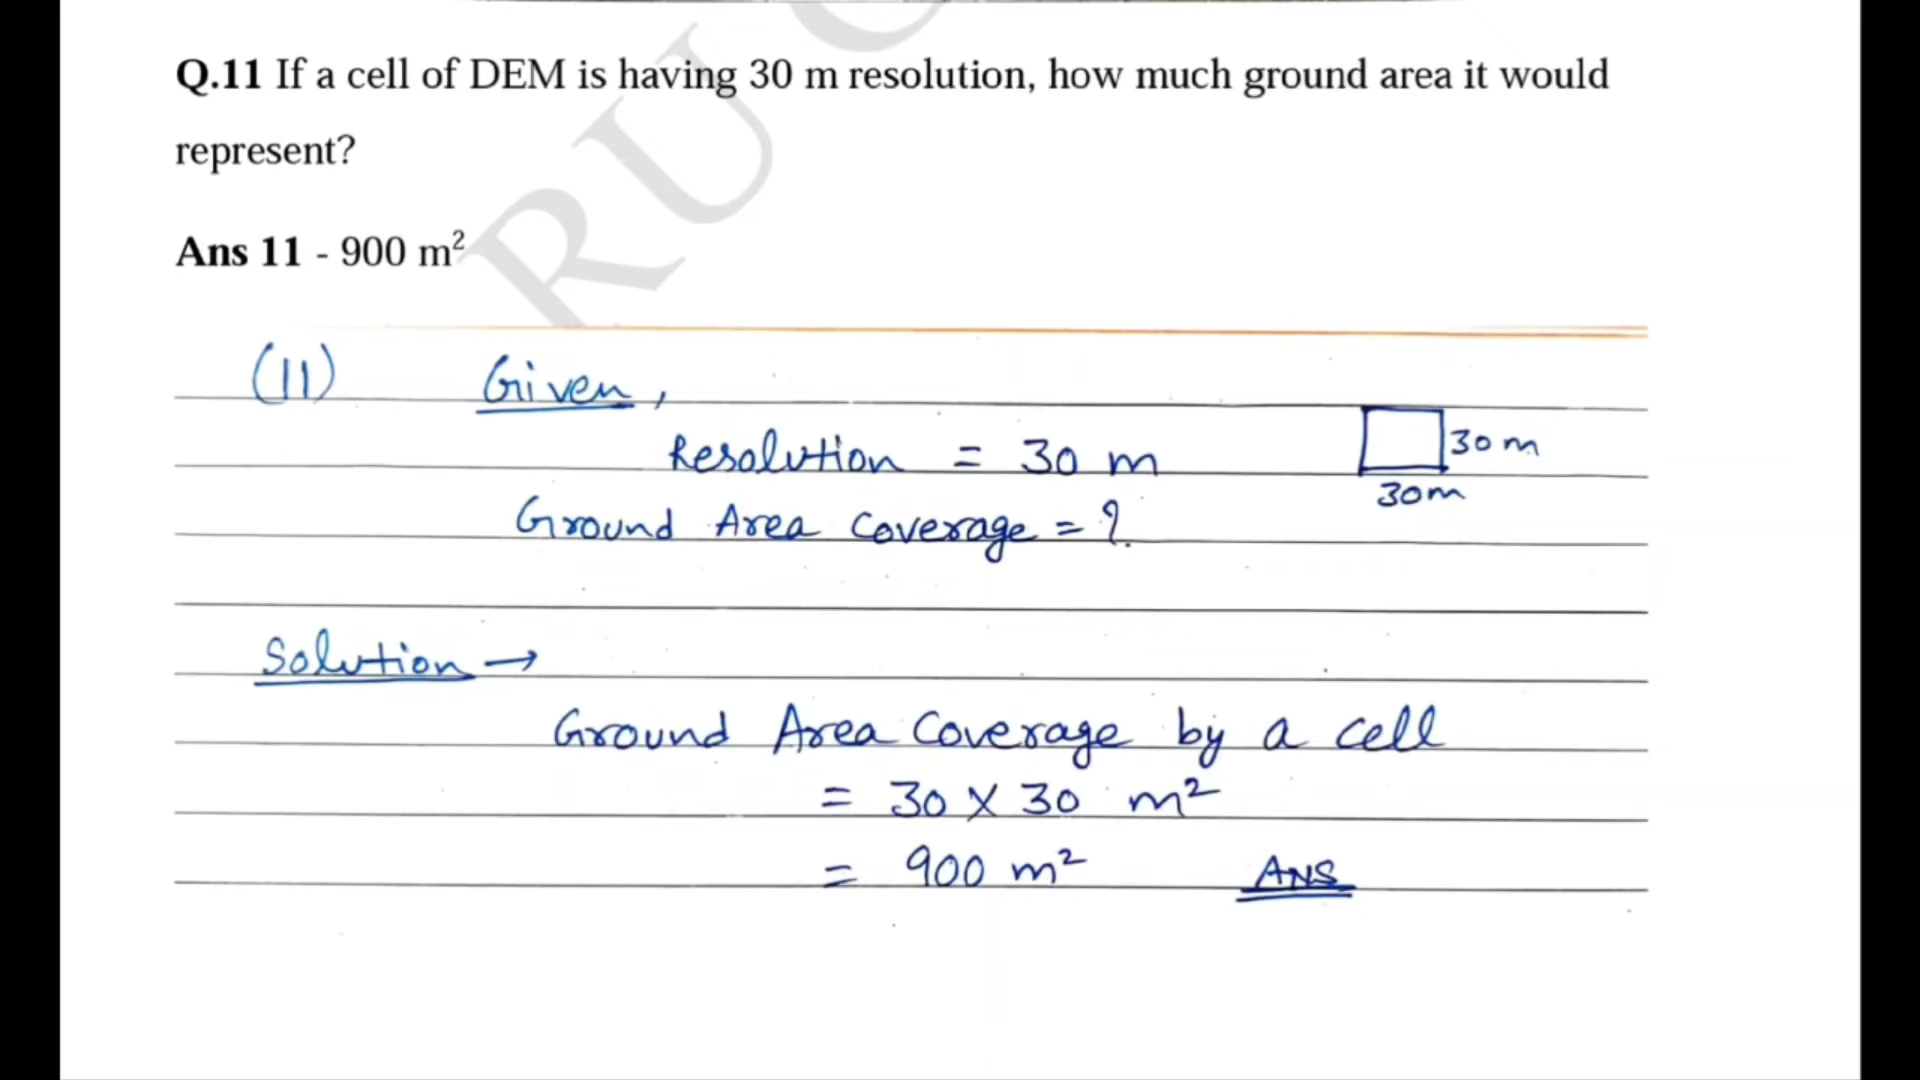 Q.11 If a cell of DEM is having 30 m resolution, how much ground area it would
represent?
Ans 11 - 900 m²
RU
(11) Given,
Resolution = 30 m
30m
30m
Ground Area Coverage = ?
Solution →
Ground Area Coverage by a cell
= 30 × 30 m²
= 900 m² ANS